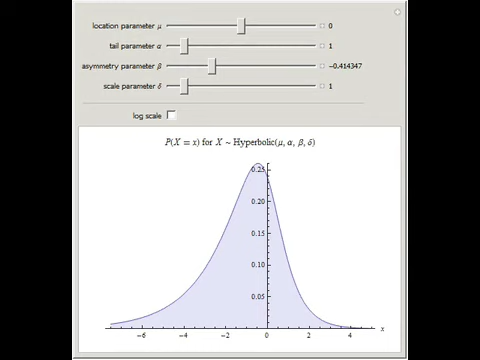 location parameter μ 0
tail parameter α 1
asymmetry parameter β −0.414347
scale parameter δ 1
log scale
P(X = x) for X ~ Hyperbolic(μ, α, β, δ)
0.25
0.20
0.15
0.10
0.05
−6 −4 −2 0 2 4 x